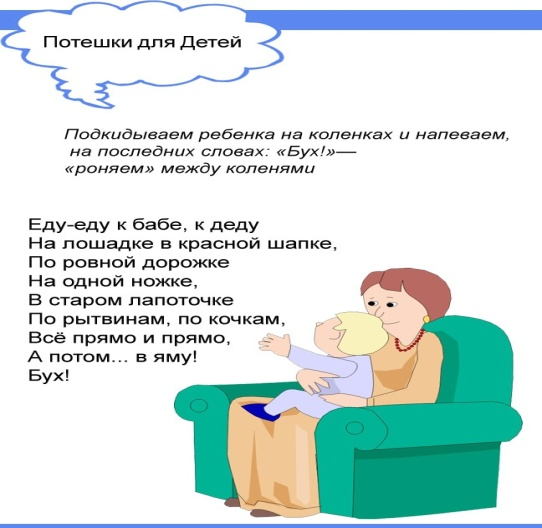 Потешки для Детей
Подкидываем ребенка на коленках и напеваем,
на последних словах: «Бух!»—
«роняем» между коленями
Еду-еду к бабе, к деду
На лошадке в красной шапке,
По ровной дорожке
На одной ножке,
В старом лапоточке
По рытвинам, по кочкам,
Всё прямо и прямо,
А потом... в яму!
Бух!